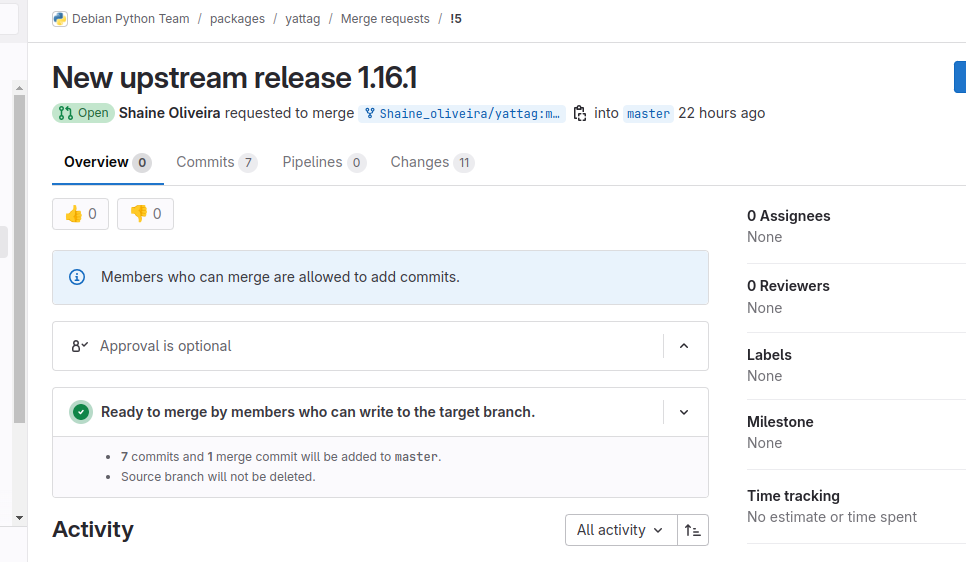 Debian Python Team / packages / yattag / Merge requests / !5
New upstream release 1.16.1
Open Shaine Oliveira requested to merge Shaine_oliveira/yattag:m… into master 22 hours ago
Overview 0 Commits 7 Pipelines 0 Changes 11
👍 0 👎 0
Members who can merge are allowed to add commits.
Approval is optional
Ready to merge by members who can write to the target branch.
• 7 commits and 1 merge commit will be added to master.
• Source branch will not be deleted.
Activity
All activity
0 Assignees
None
0 Reviewers
None
Labels
None
Milestone
None
Time tracking
No estimate or time spent